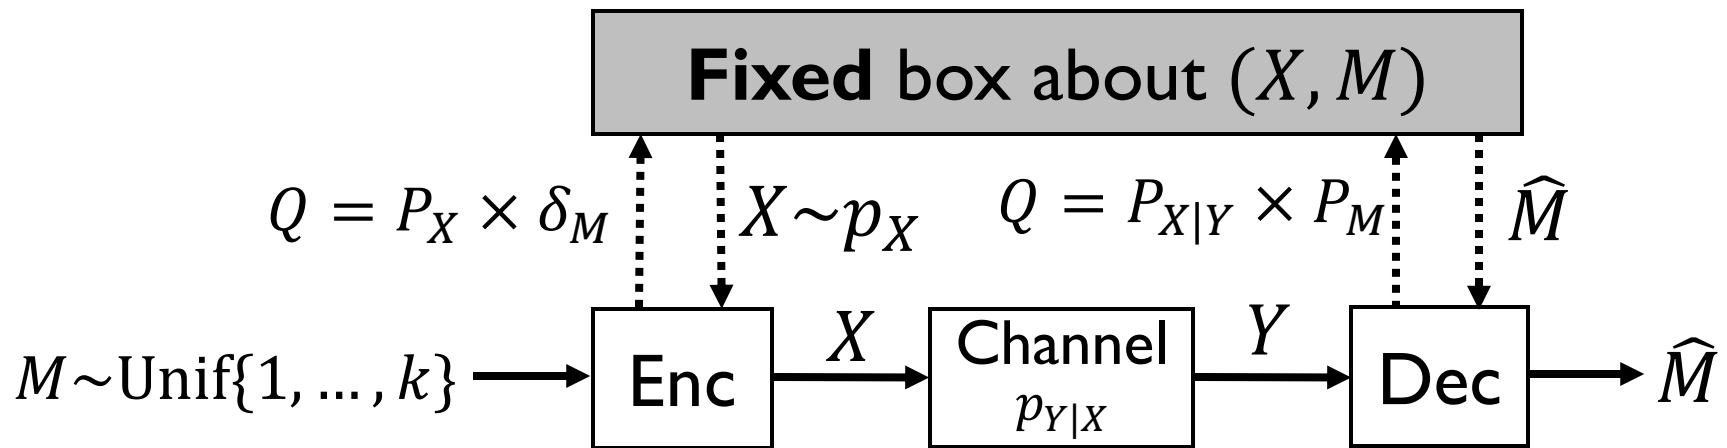 Fixed box about (X, M)
Q = P_X × δ_M
X~p_X
Q = P_{X|Y} × P_M
M̂
M~Unif{1, ..., k}
Enc
X
Channel
p_{Y|X}
Y
Dec
M̂